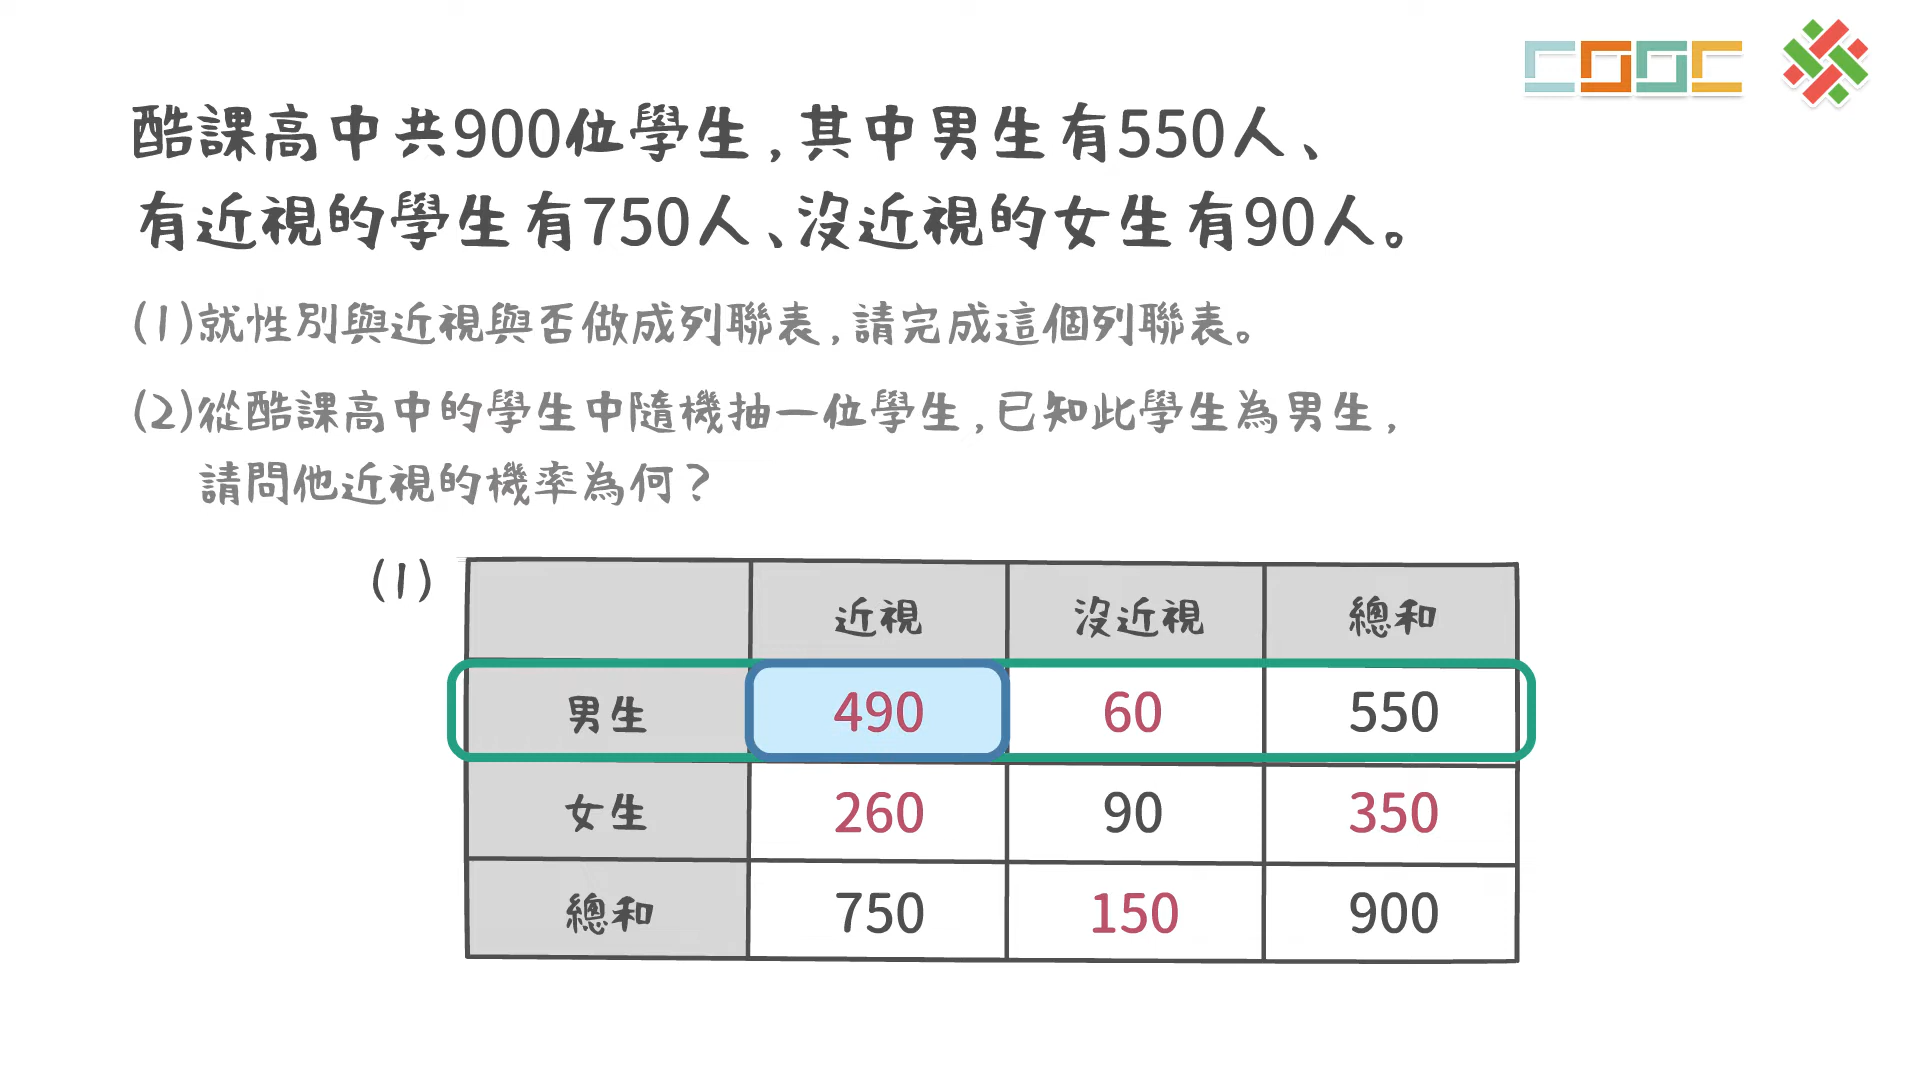 COOC
酷課高中共900位學生,其中男生有550人、
有近視的學生有750人、沒近視的女生有90人。
(1)就性別與近視與否做成列聯表,請完成這個列聯表。
(2)從酷課高中的學生中隨機抽一位學生,已知此學生為男生,
請問他近視的機率為何?
(1)
近視 沒近視 總和
男生 490 60 550
女生 260 90 350
總和 750 150 900